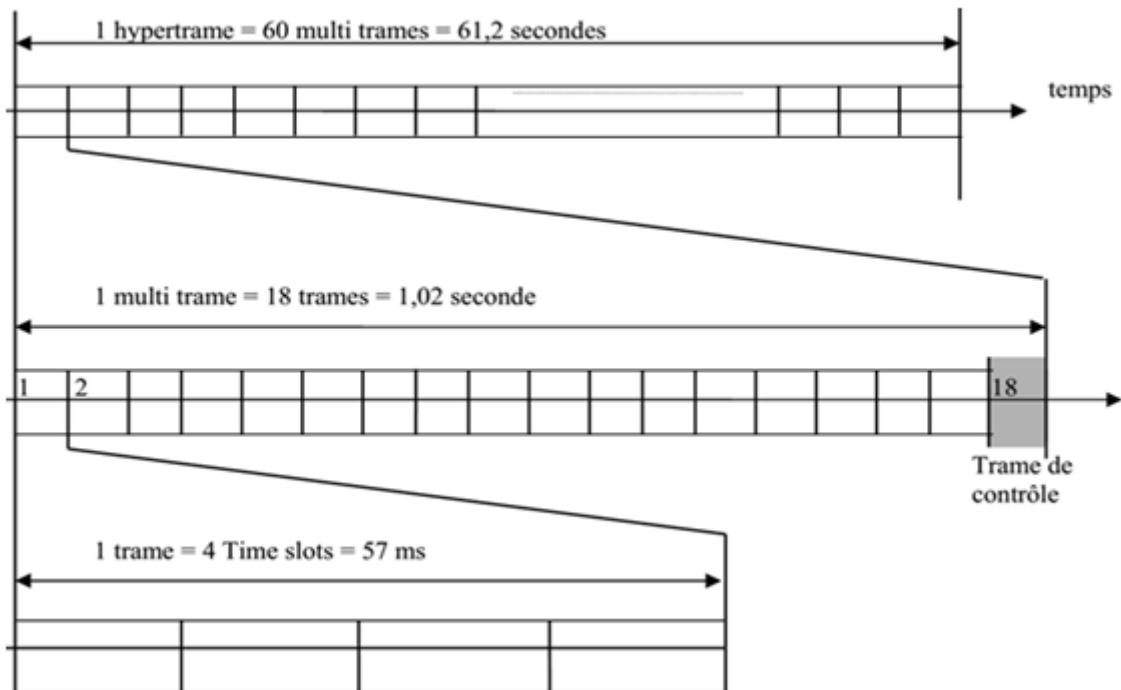 1 hypertrame = 60 multi trames = 61,2 secondes
temps
1 multi trame = 18 trames = 1,02 seconde
1
2
18
Trame de
contrôle
1 trame = 4 Time slots = 57 ms